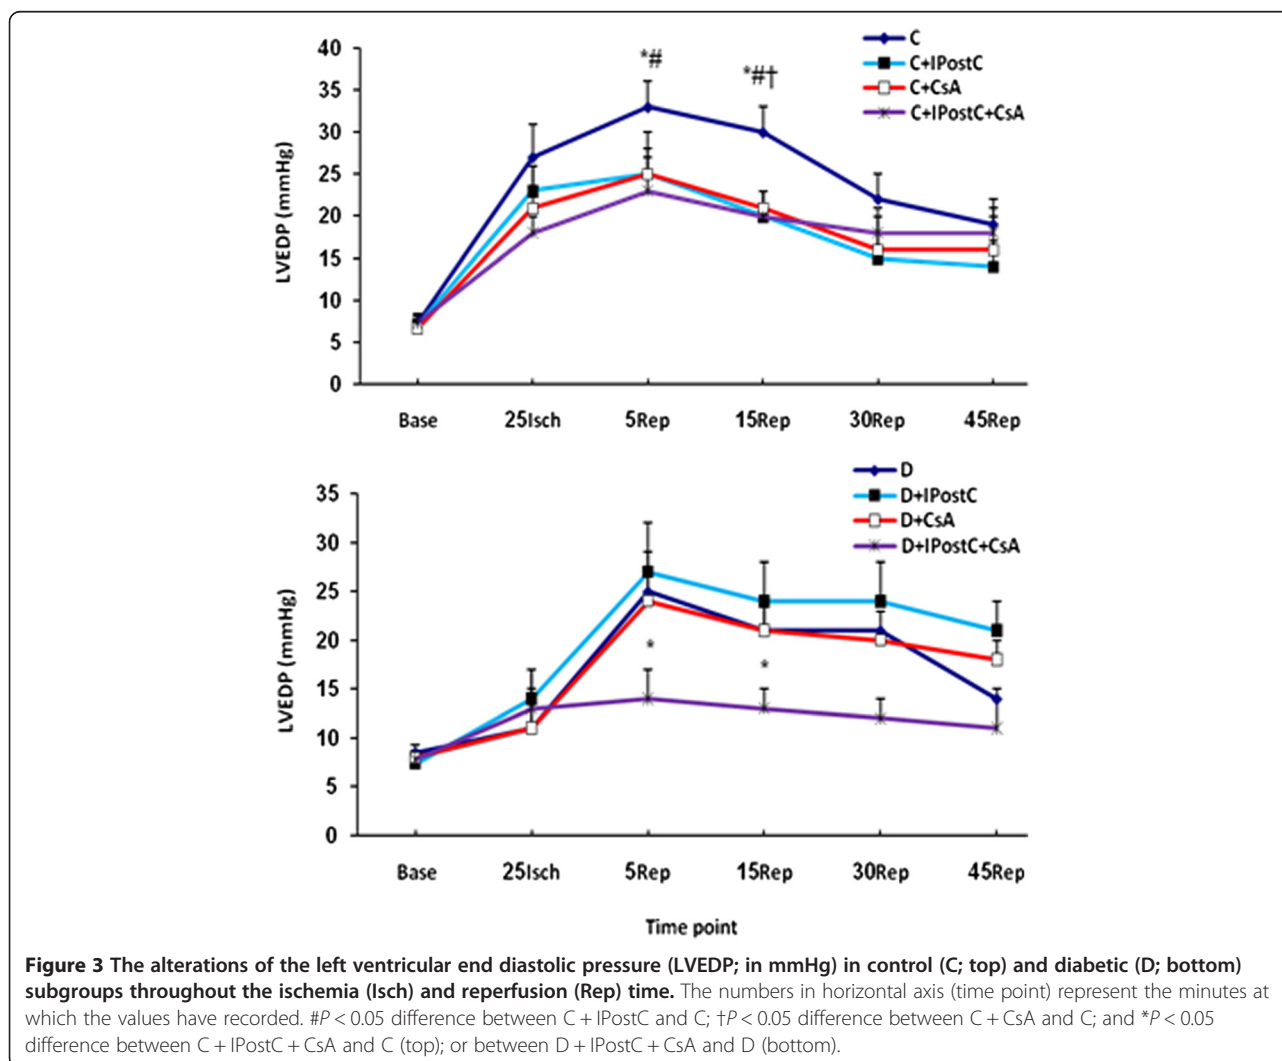 C
C+IPostC
C+CsA
C+IPostC+CsA
*#
*#†
LVEDP (mmHg)
40
35
30
25
20
15
10
5
0
Base 25Isch 5Rep 15Rep 30Rep 45Rep
D
D+IPostC
D+CsA
D+IPostC+CsA
*
*
LVEDP (mmHg)
35
30
25
20
15
10
5
0
Base 25Isch 5Rep 15Rep 30Rep 45Rep
Time point
Figure 3 The alterations of the left ventricular end diastolic pressure (LVEDP; in mmHg) in control (C; top) and diabetic (D; bottom)
subgroups throughout the ischemia (Isch) and reperfusion (Rep) time. The numbers in horizontal axis (time point) represent the minutes at
which the values have recorded. #P < 0.05 difference between C + IPostC and C; †P < 0.05 difference between C + CsA and C; and *P < 0.05
difference between C + IPostC + CsA and C (top); or between D + IPostC + CsA and D (bottom).